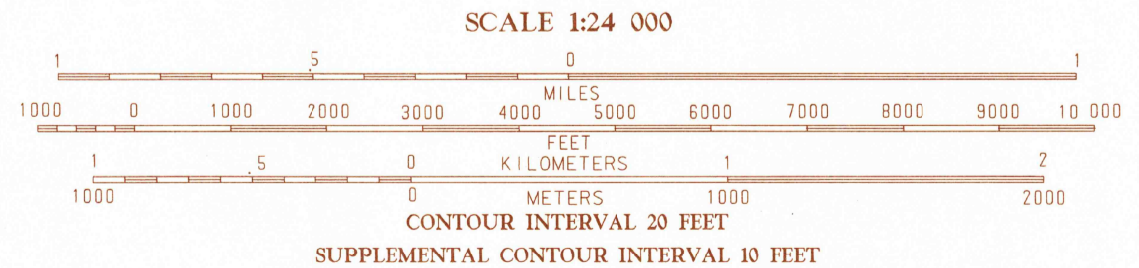 SCALE 1:24 000
1 .5 0 1
MILES
1000 0 1000 2000 3000 4000 5000 6000 7000 8000 9000 10 000
FEET
1 .5 0 KILOMETERS 1 2
1000 0 METERS 1000 2000
CONTOUR INTERVAL 20 FEET
SUPPLEMENTAL CONTOUR INTERVAL 10 FEET